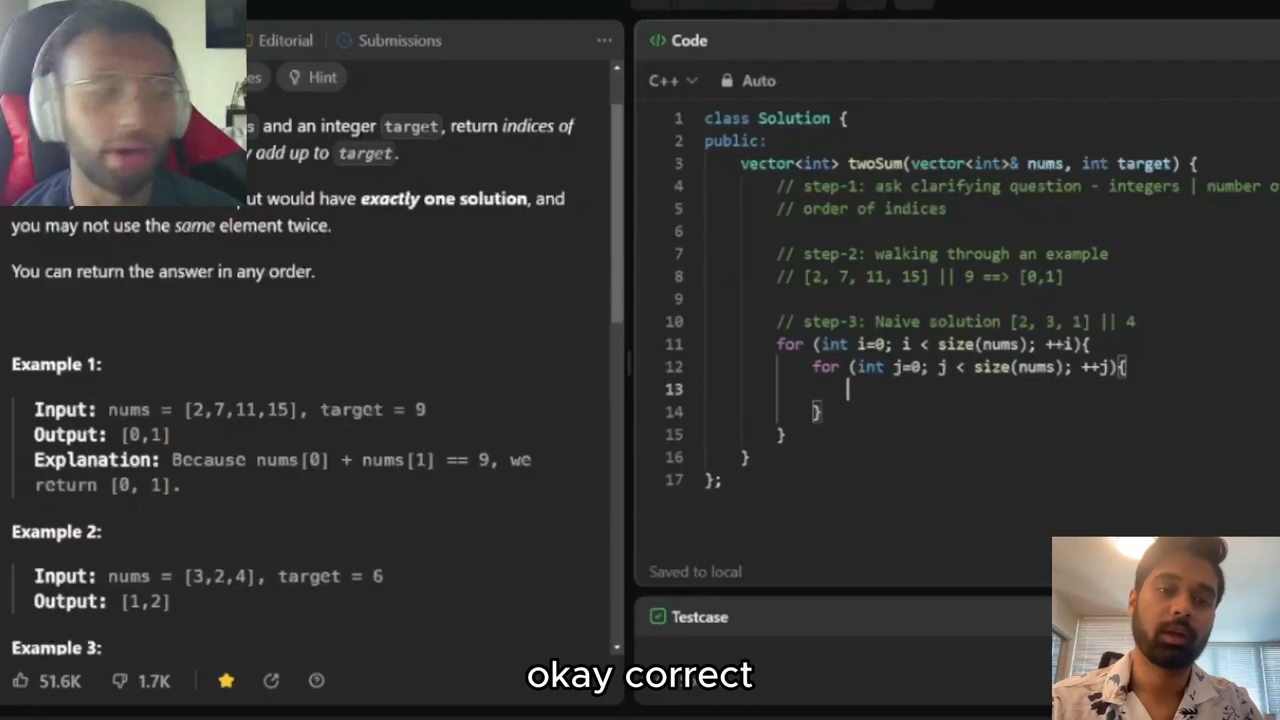 Editorial
Submissions
...
es
Hint
s and an integer target, return indices of
y add up to target.
put would have exactly one solution, and
you may not use the same element twice.
You can return the answer in any order.
Example 1:
Input: nums = [2,7,11,15], target = 9
Output: [0,1]
Explanation: Because nums[0] + nums[1] == 9, we
return [0, 1].
Example 2:
Input: nums = [3,2,4], target = 6
Output: [1,2]
Example 3:
51.6K
1.7K
</> Code
C++
Auto
1 class Solution {
2 public:
3 vector<int> twoSum(vector<int>& nums, int target) {
4 // step-1: ask clarifying question - integers | number o
5 // order of indices
6
7 // step-2: walking through an example
8 // [2, 7, 11, 15] || 9 ==> [0,1]
9
10 // step-3: Naive solution [2, 3, 1] || 4
11 for (int i=0; i < size(nums); ++i){
12 for (int j=0; j < size(nums); ++j){
13
14 }
15 }
16 }
17 };
Saved to local
Testcase
okay correct